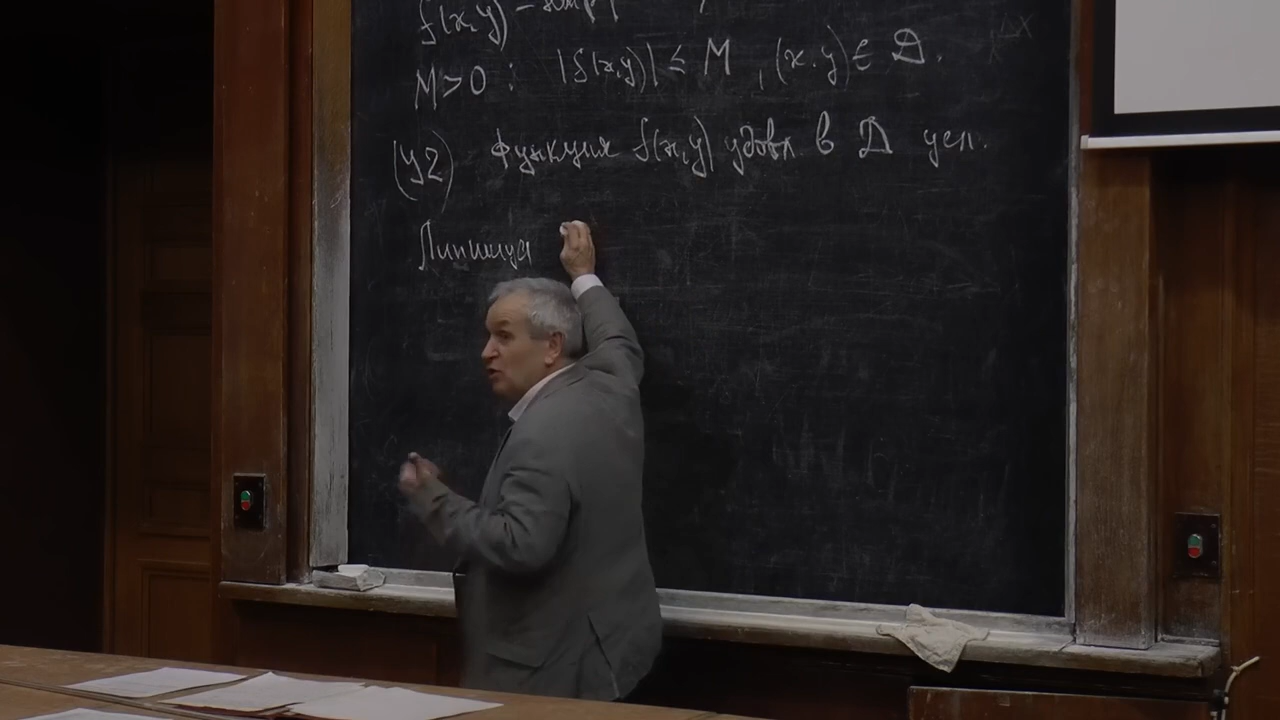 f(x,y) –
M>0 : |f(x,y)| ≤ M , (x,y) ∈ D.
(У2) Функция f(x,y) удовл. в D усл.
Липшица